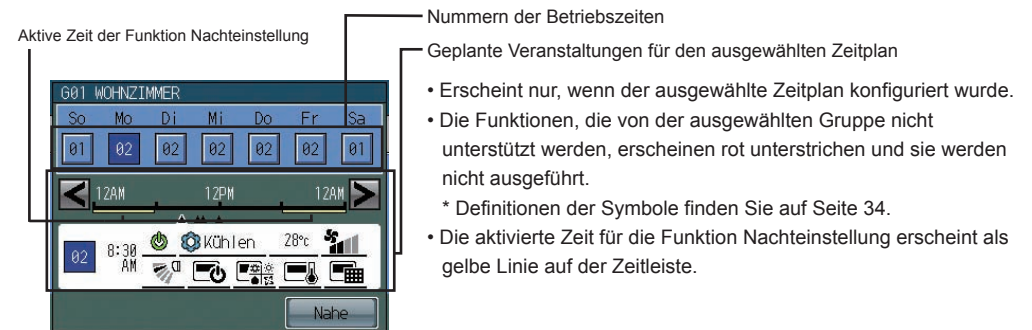 Nummern der Betriebszeiten
Aktive Zeit der Funktion Nachteinstellung
Geplante Veranstaltungen für den ausgewählten Zeitplan
• Erscheint nur, wenn der ausgewählte Zeitplan konfiguriert wurde.
• Die Funktionen, die von der ausgewählten Gruppe nicht
unterstützt werden, erscheinen rot unterstrichen und sie werden
nicht ausgeführt.
* Definitionen der Symbole finden Sie auf Seite 34.
• Die aktivierte Zeit für die Funktion Nachteinstellung erscheint als
gelbe Linie auf der Zeitleiste.
G01 WOHNZIMMER
So Mo Di Mi Do Fr Sa
01 02 02 02 02 02 01
12AM 12PM 12AM
02 8:30 AM Kühlen 28°c
Nahe